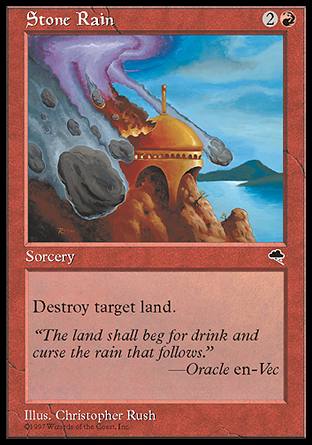 Stone Rain 2
Sorcery
Destroy target land.
“The land shall beg for drink and
curse the rain that follows.”
—Oracle en-Vec
Illus. Christopher Rush
©1997 Wizards of the Coast, Inc.